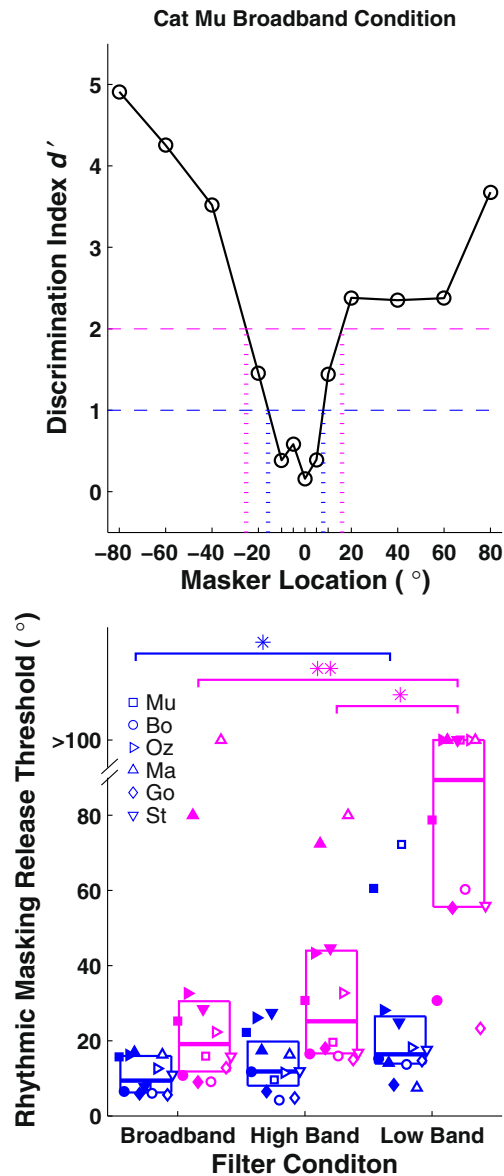 Cat Mu Broadband Condition
Discrimination Index d′
5
4
3
2
1
0
−80 −60 −40 −20 0 20 40 60 80
Masker Location ( °)
Rhythmic Masking Release Threshold ( °)
*
**
*
Mu
Bo
Oz
Ma
Go
St
>100
80
60
40
20
0
Broadband High Band Low Band
Filter Conditon